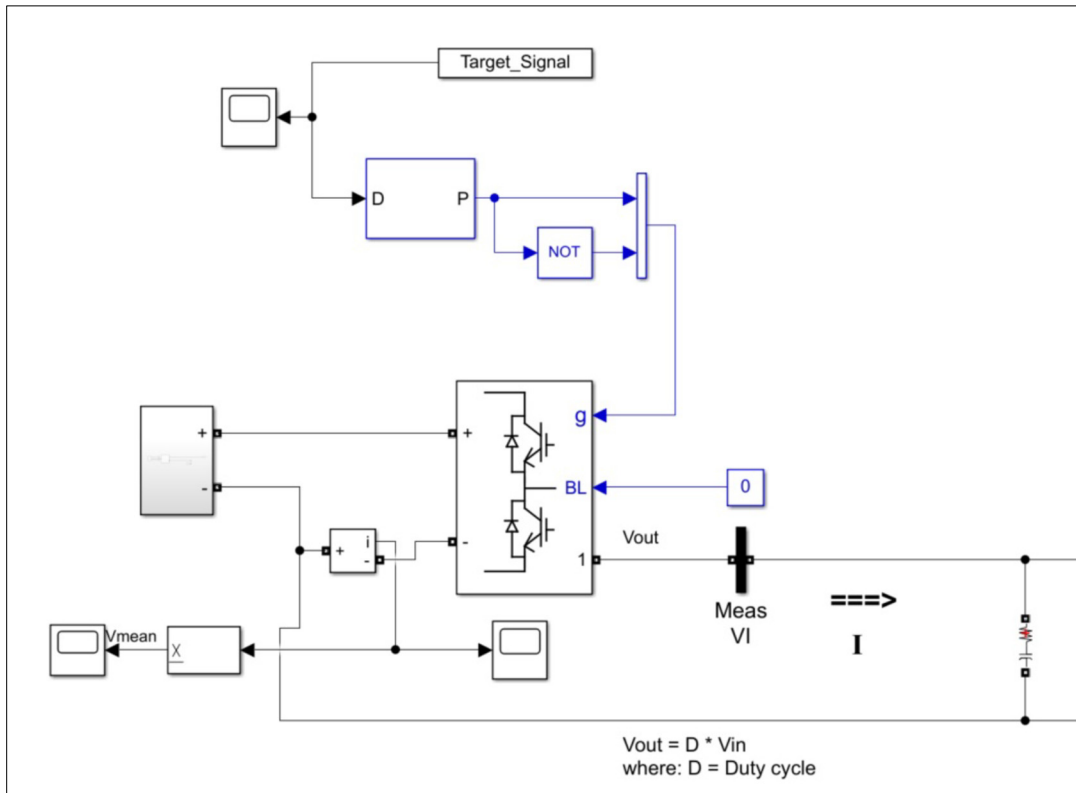 Target_Signal
D
P
NOT
+
g
+
-
BL
0
+
i
-
-
1
Vout
Meas
VI
===>
I
Vmean
X
Vout = D * Vin
where: D = Duty cycle